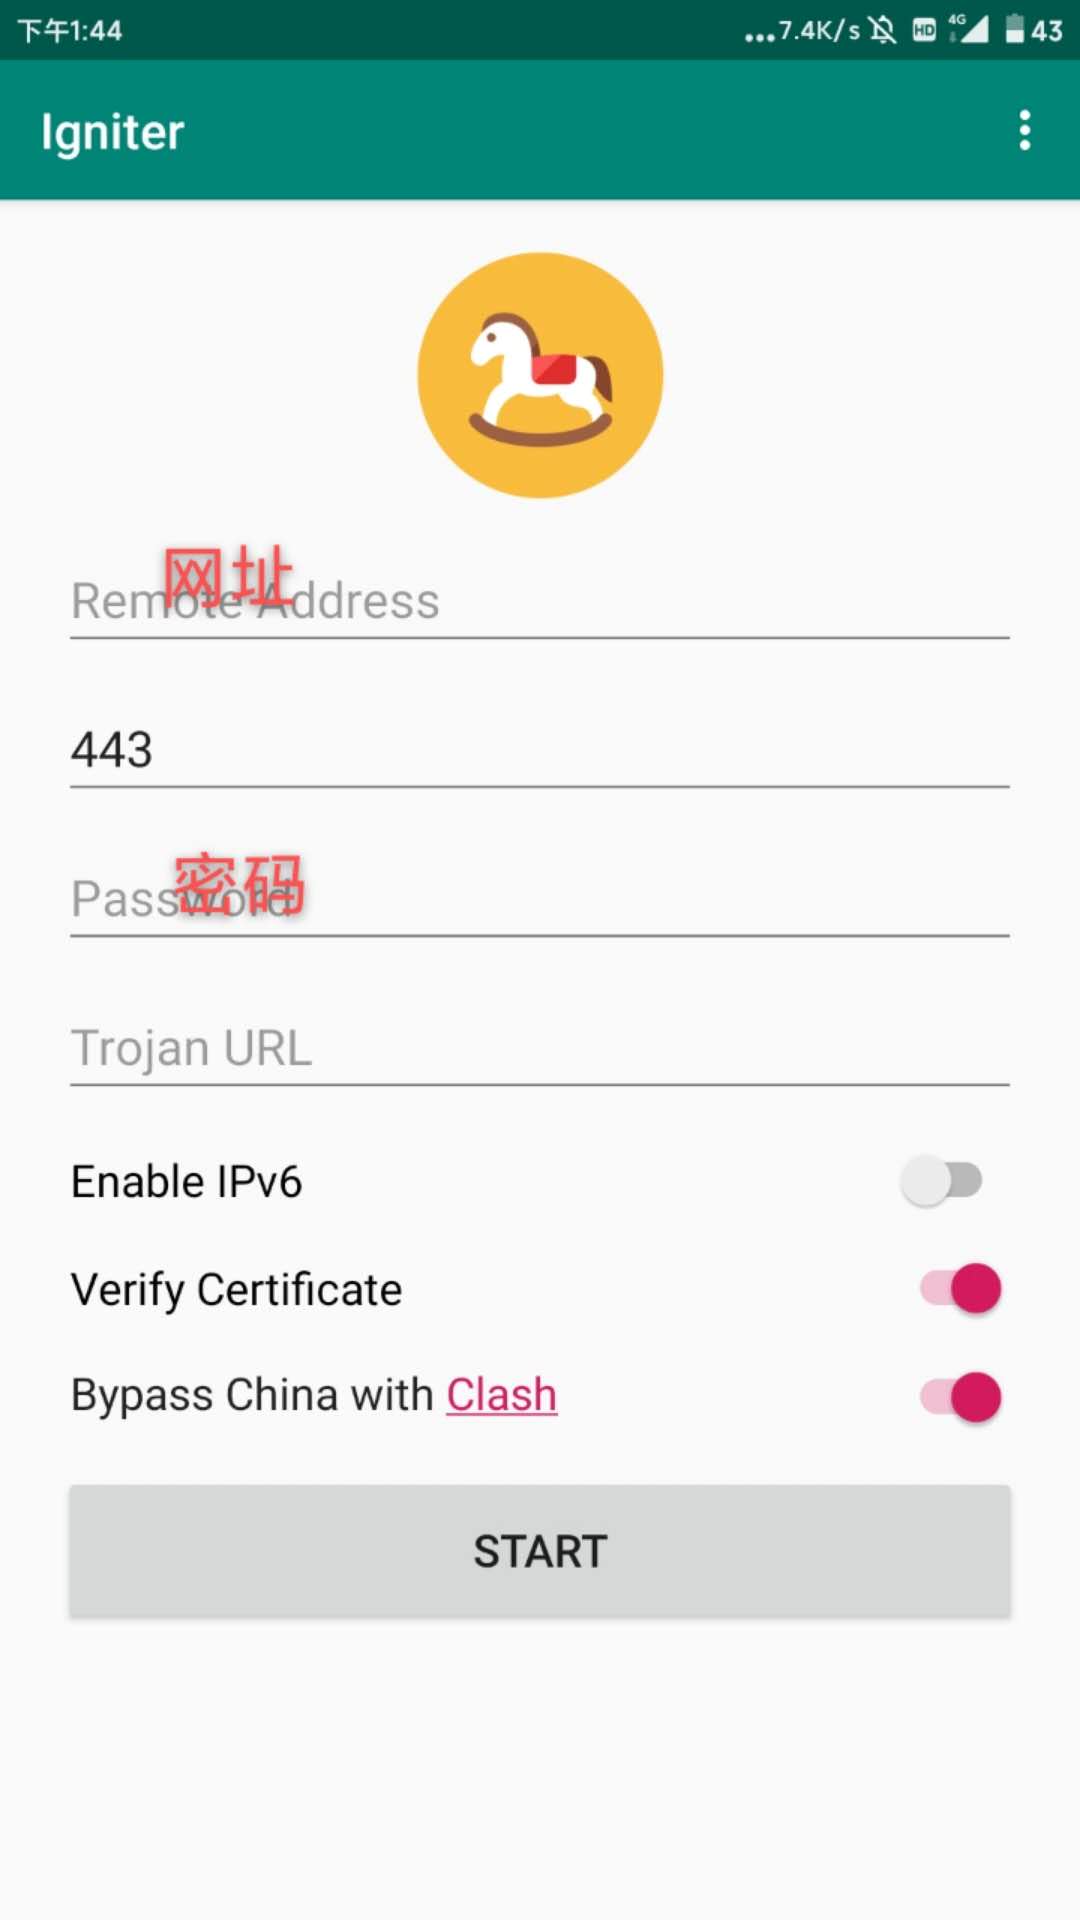 下午1:44
...7.4K/s HD 4G 43
Igniter
网址
Remote Address
443
密码
Password
Trojan URL
Enable IPv6
Verify Certificate
Bypass China with Clash
START